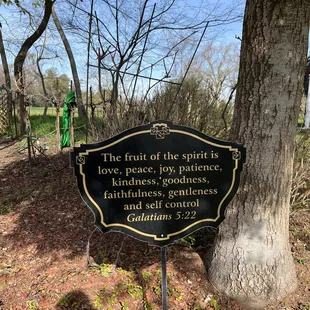 The fruit of the spirit is
love, peace, joy, patience,
kindness, goodness,
faithfulness, gentleness
and self control
Galatians 5:22